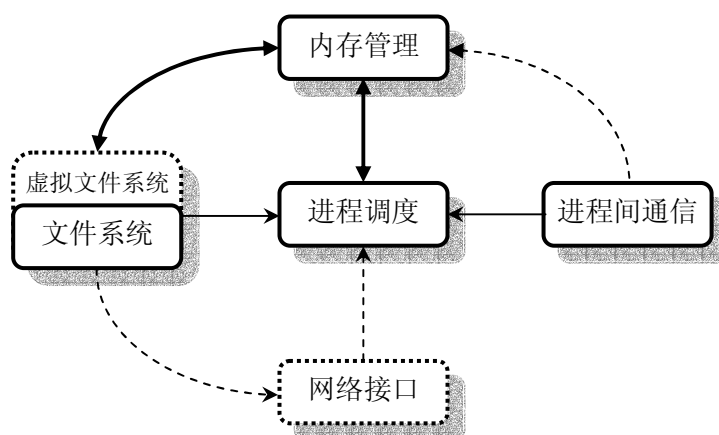 内存管理
虚拟文件系统
文件系统
进程调度
进程间通信
网络接口